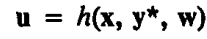 u = h(x, y*, w)